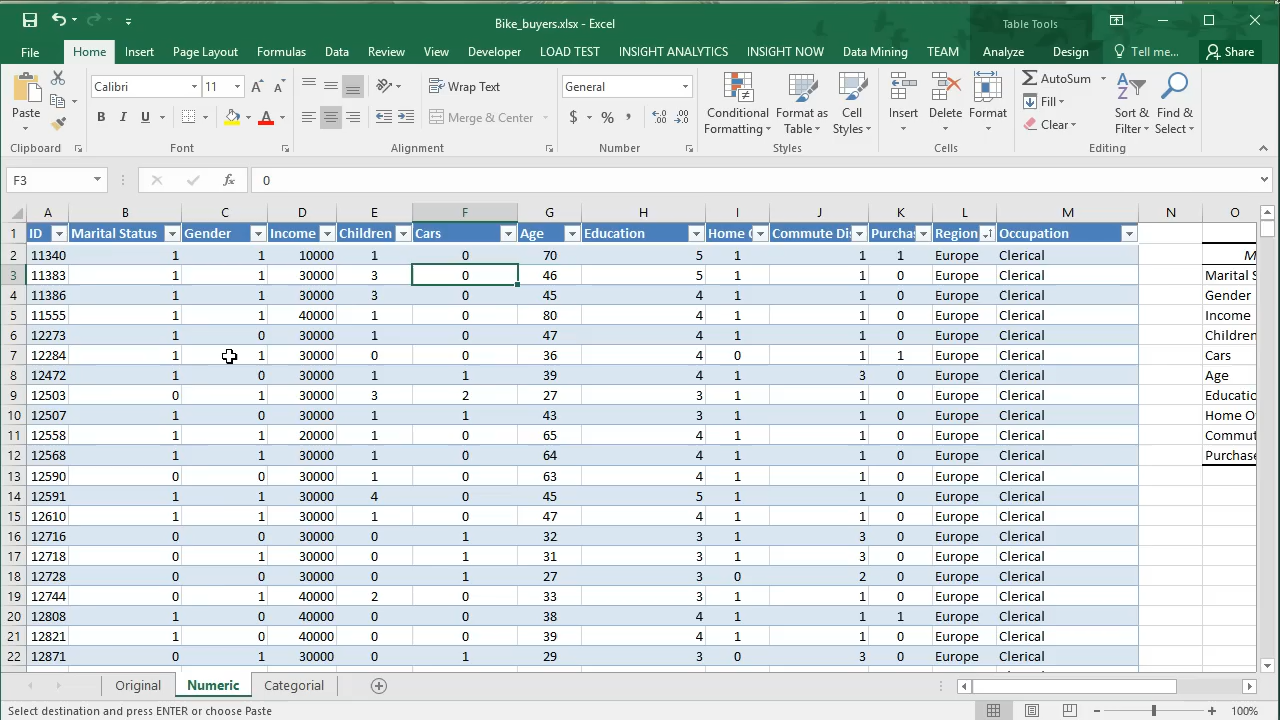 Bike_buyers.xlsx - Excel
Table Tools
File Home Insert Page Layout Formulas Data Review View Developer LOAD TEST INSIGHT ANALYTICS INSIGHT NOW Data Mining TEAM Analyze Design Tell me... Share
Calibri 11 Wrap Text General AutoSum
Paste Merge & Center Conditional Formatting Format as Table Cell Styles Insert Delete Format Fill Clear Sort & Filter Find & Select
Clipboard Font Alignment Number Styles Cells Editing
F3 fx 0
A B C D E F G H I J K L M N O
1 ID Marital Status Gender Income Children Cars Age Education Home O Commute Dis Purchas Region Occupation
2 11340 1 1 10000 1 0 70 5 1 1 1 Europe Clerical M
3 11383 1 1 30000 3 0 46 5 1 1 0 Europe Clerical Marital S
4 11386 1 1 30000 3 0 45 4 1 1 0 Europe Clerical Gender
5 11555 1 1 40000 1 0 80 4 1 1 0 Europe Clerical Income
6 12273 1 0 30000 1 0 47 4 1 1 0 Europe Clerical Children
7 12284 1 1 30000 0 0 36 4 0 1 1 Europe Clerical Cars
8 12472 1 0 30000 1 1 39 4 1 3 0 Europe Clerical Age
9 12503 0 1 30000 3 2 27 3 1 1 0 Europe Clerical Educatio
10 12507 1 0 30000 1 1 43 3 1 1 0 Europe Clerical Home O
11 12558 1 1 20000 1 0 65 4 1 1 0 Europe Clerical Commut
12 12568 1 1 30000 1 0 64 4 1 1 0 Europe Clerical Purchase
13 12590 0 0 30000 1 0 63 4 1 1 0 Europe Clerical
14 12591 1 1 30000 4 0 45 5 1 1 0 Europe Clerical
15 12610 1 1 30000 1 0 47 4 1 1 0 Europe Clerical
16 12716 0 0 30000 0 1 32 3 1 3 0 Europe Clerical
17 12718 0 1 30000 0 1 31 3 1 3 0 Europe Clerical
18 12728 0 0 30000 0 1 27 3 0 2 0 Europe Clerical
19 12744 0 1 40000 2 0 33 3 1 1 0 Europe Clerical
20 12808 1 0 40000 0 0 38 4 1 1 1 Europe Clerical
21 12821 1 0 40000 0 0 39 4 1 1 0 Europe Clerical
22 12871 0 1 30000 0 1 29 3 0 3 0 Europe Clerical
Original Numeric Categorial
Select destination and press ENTER or choose Paste 100%